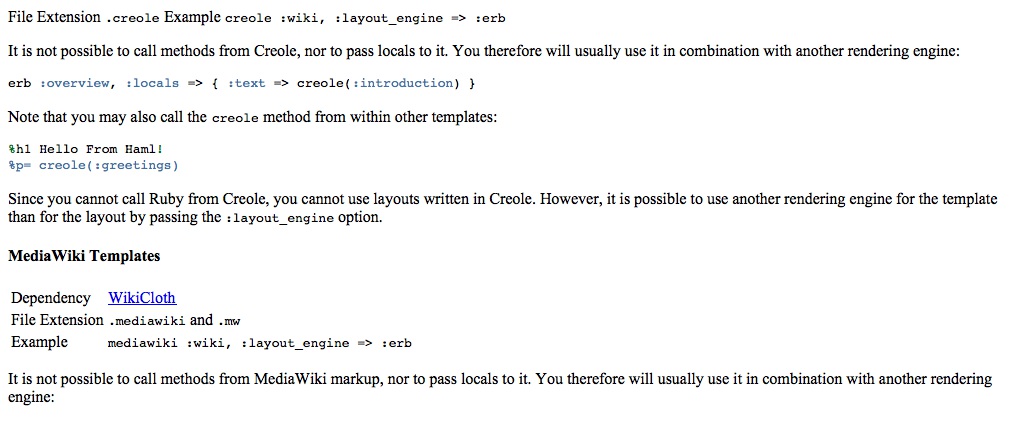 File Extension .creole Example creole :wiki, :layout_engine => :erb
It is not possible to call methods from Creole, nor to pass locals to it. You therefore will usually use it in combination with another rendering engine:
erb :overview, :locals => { :text => creole(:introduction) }
Note that you may also call the creole method from within other templates:
%h1 Hello From Haml!
%p= creole(:greetings)
Since you cannot call Ruby from Creole, you cannot use layouts written in Creole. However, it is possible to use another rendering engine for the template
than for the layout by passing the :layout_engine option.
MediaWiki Templates
Dependency WikiCloth
File Extension .mediawiki and .mw
Example mediawiki :wiki, :layout_engine => :erb
It is not possible to call methods from MediaWiki markup, nor to pass locals to it. You therefore will usually use it in combination with another rendering
engine: